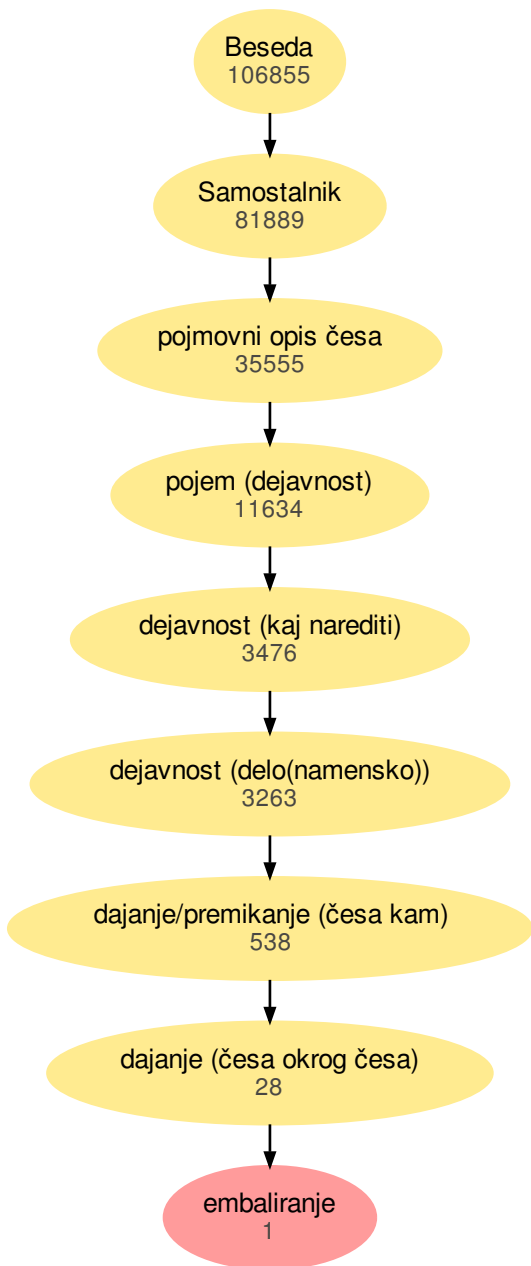 Beseda
106855
Samostalnik
81889
pojmovni opis česa
35555
pojem (dejavnost)
11634
dejavnost (kaj narediti)
3476
dejavnost (delo(namensko))
3263
dajanje/premikanje (česa kam)
538
dajanje (česa okrog česa)
28
embaliranje
1